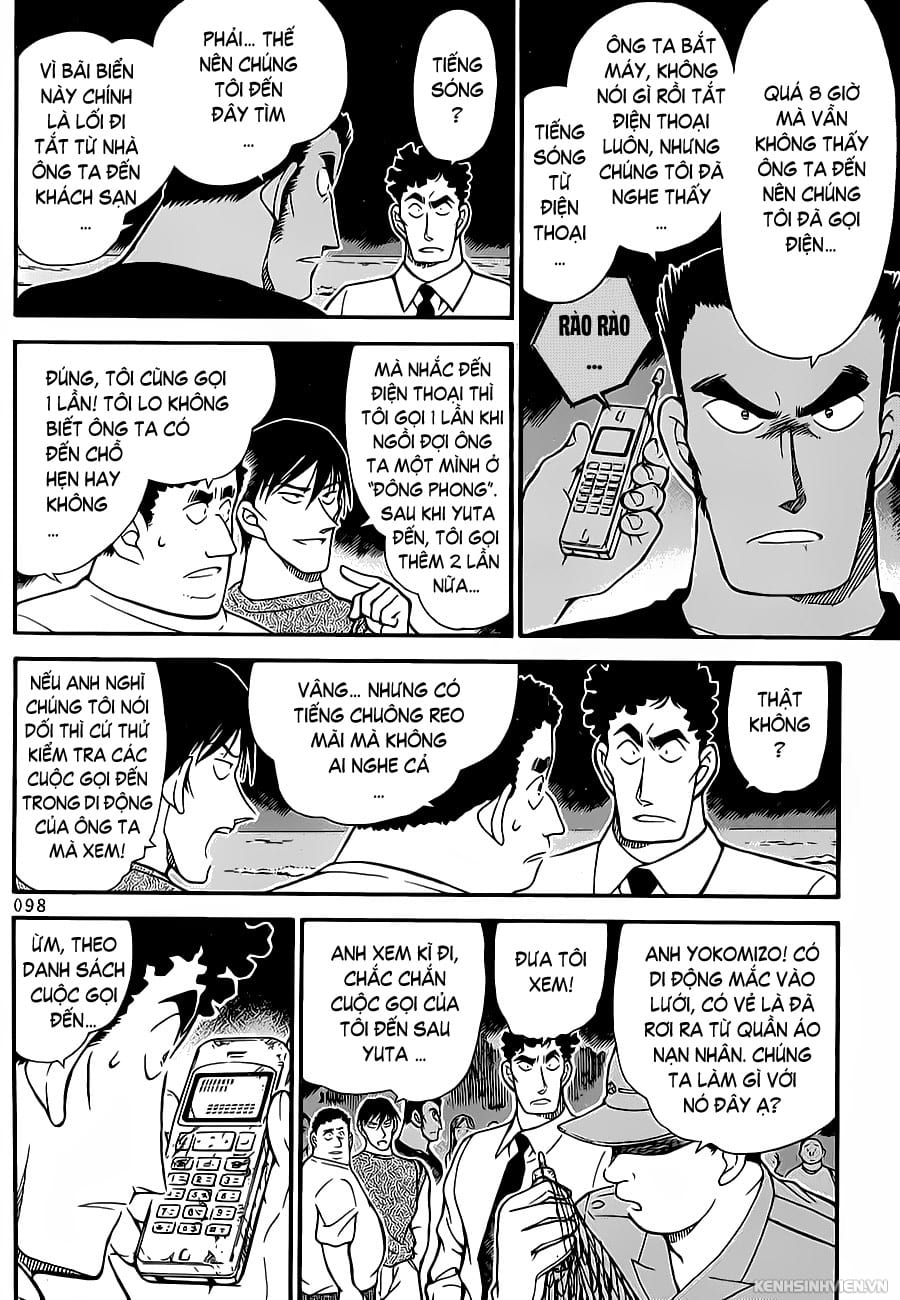 QUÁ 8 GIỜ
MÀ VẪN
KHÔNG THẤY
ÔNG TA ĐẾN
NÊN CHÚNG
TÔI ĐÃ GỌI
ĐIỆN...
ÔNG TA BẮT
MÁY, KHÔNG
NÓI GÌ RỒI TẮT
ĐIỆN THOẠI
LUÔN, NHƯNG
CHÚNG TÔI ĐÃ
NGHE THẤY
...
TIẾNG
SÓNG
TỪ
ĐIỆN
THOẠI
...
RÀO RÀO
...
TIẾNG
SÓNG
?
PHẢI... THẾ
NÊN CHÚNG
TÔI ĐẾN
ĐÂY TÌM
...
VÌ BÃI BIỂN
NÀY CHÍNH
LÀ LỐI ĐI
TẮT TỪ NHÀ
ÔNG TA ĐẾN
KHÁCH SẠN
...
MÀ NHẮC ĐẾN
ĐIỆN THOẠI THÌ
TÔI GỌI 1 LẦN KHI
NGỒI ĐỢI ÔNG
TA MỘT MÌNH Ở
"ĐÔNG PHONG".
SAU KHI YUTA
ĐẾN, TÔI GỌI
THÊM 2 LẦN
NỮA...
ĐÚNG, TÔI CŨNG GỌI
1 LẦN! TÔI LO KHÔNG
BIẾT ÔNG TA CÓ
ĐẾN CHỖ
HẸN HAY
KHÔNG
...
THẬT
KHÔNG
?
VÂNG... NHƯNG CÓ
TIẾNG CHUÔNG REO
MÃI MÀ KHÔNG
AI NGHE CẢ
...
NẾU ANH NGHĨ
CHÚNG TÔI NÓI
DỐI THÌ CỨ THỬ
KIỂM TRA CÁC
CUỘC GỌI ĐẾN
TRONG DI ĐỘNG
CỦA ÔNG TA
MÀ XEM!
098
ANH YOKOMIZO! CÓ
DI ĐỘNG MẮC VÀO
LƯỚI, CÓ VẺ LÀ ĐÃ
RƠI RA TỪ QUẦN ÁO
NẠN NHÂN. CHÚNG
TA LÀM GÌ VỚI
NÓ ĐÂY Ạ?
ĐƯA TÔI
XEM!
ANH XEM KĨ ĐI,
CHẮC CHẮN
CUỘC GỌI CỦA
TÔI ĐẾN SAU
YUTA ...
ỪM, THEO
DANH SÁCH
CUỘC GỌI
ĐẾN...
KENHSINHVIEN.VN